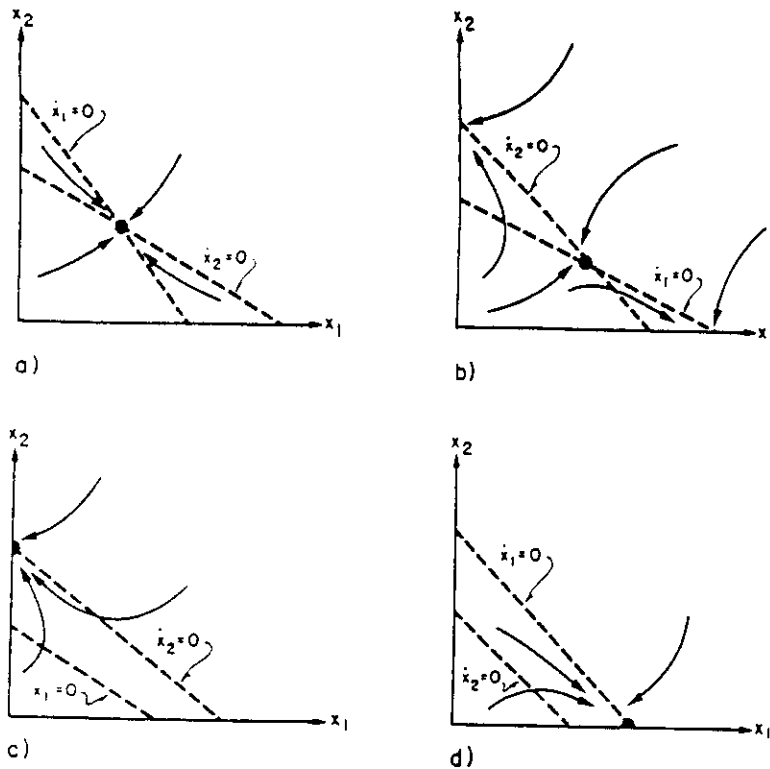 x₂
ẋ₁=0
ẋ₂=0
x₁
a)
x₂
ẋ₂=0
ẋ₁=0
x
b)
x₂
ẋ₂=0
x₁=0
x₁
c)
x₂
ẋ₁=0
ẋ₂=0
x₁
d)